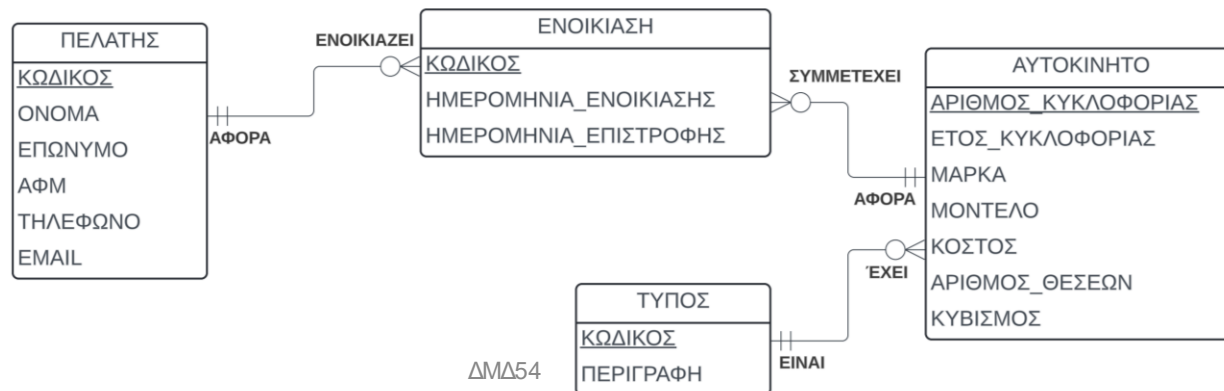 ΠΕΛΑΤΗΣ
ΚΩΔΙΚΟΣ
ΟΝΟΜΑ
ΕΠΩΝΥΜΟ
ΑΦΜ
ΤΗΛΕΦΩΝΟ
EMAIL
ΑΦΟΡΑ
ΕΝΟΙΚΙΑΖΕΙ
ΕΝΟΙΚΙΑΣΗ
ΚΩΔΙΚΟΣ
ΗΜΕΡΟΜΗΝΙΑ_ΕΝΟΙΚΙΑΣΗΣ
ΗΜΕΡΟΜΗΝΙΑ_ΕΠΙΣΤΡΟΦΗΣ
ΣΥΜΜΕΤΕΧΕΙ
ΑΦΟΡΑ
ΑΥΤΟΚΙΝΗΤΟ
ΑΡΙΘΜΟΣ_ΚΥΚΛΟΦΟΡΙΑΣ
ΕΤΟΣ_ΚΥΚΛΟΦΟΡΙΑΣ
ΜΑΡΚΑ
ΜΟΝΤΕΛΟ
ΚΟΣΤΟΣ
ΑΡΙΘΜΟΣ_ΘΕΣΕΩΝ
ΚΥΒΙΣΜΟΣ
ΈΧΕΙ
ΕΙΝΑΙ
ΤΥΠΟΣ
ΚΩΔΙΚΟΣ
ΠΕΡΙΓΡΑΦΗ
ΔΜΔ54